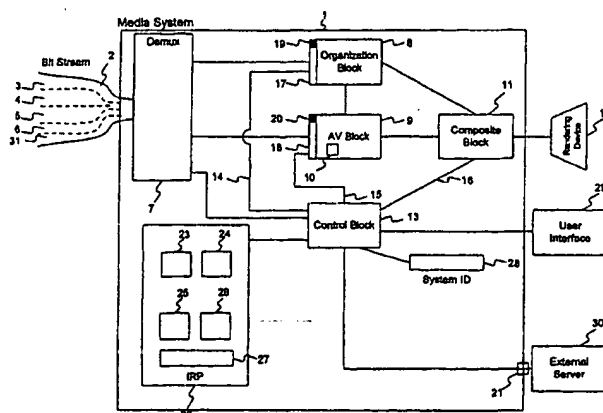 Media System
1
Bit Stream
2
3
4
5
6
31
Demux
7
19
Organization
Block
8
17
20
AV Block
9
18
10
11
Composite
Block
Rendering
Device
14
15
16
Control Block
13
User
Interface
System ID
28
23
24
25
27
IRP
21
External
Server
30